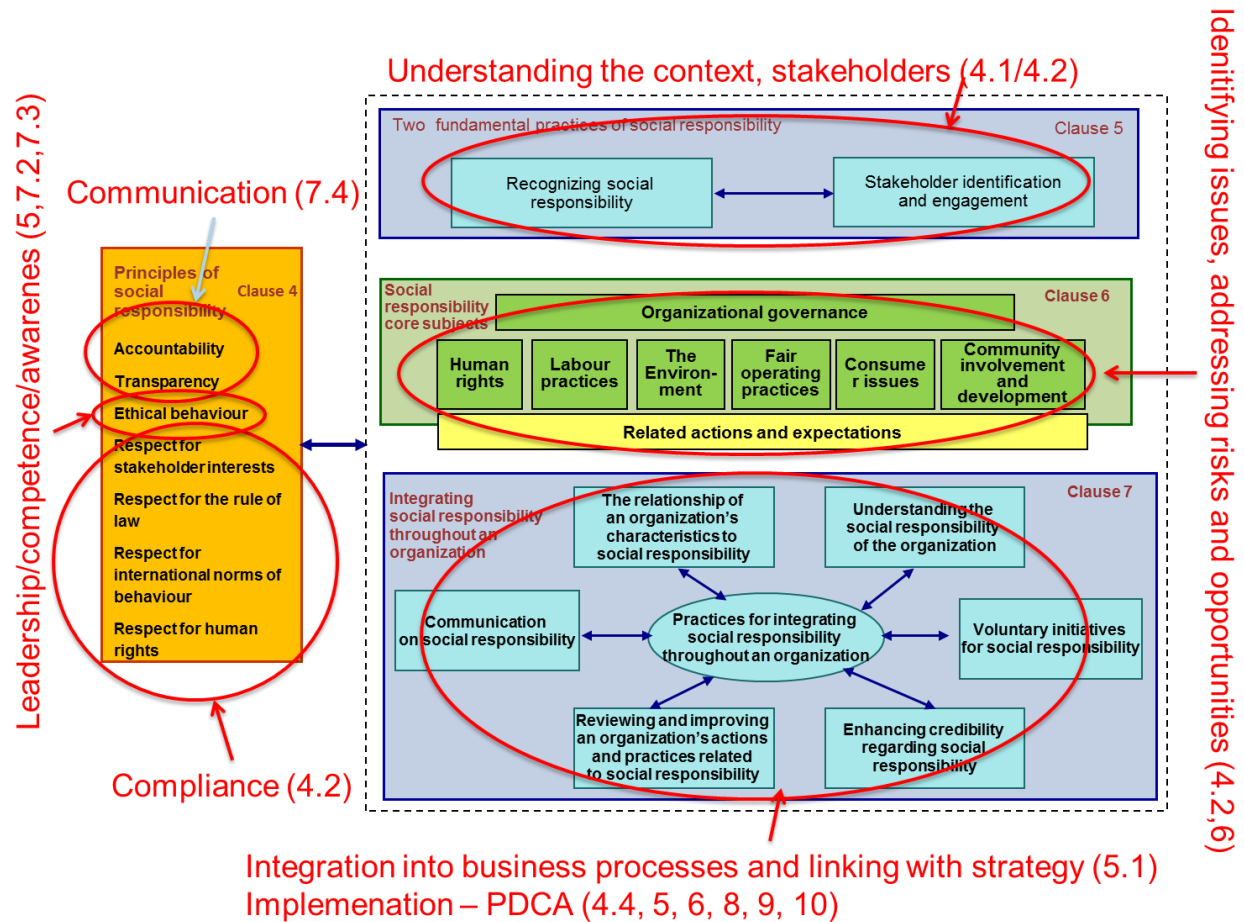 Understanding the context, stakeholders (4.1/4.2)
Idenitifying issues, addressing risks and opportunities (4.2,6)
Leadership/competence/awarenes (5,7.2,7.3)
Communication (7.4)
Two fundamental practices of social responsibility
Clause 5
Recognizing social
responsibility
Stakeholder identification
and engagement
Principles of
social
responsibility
Clause 4
Accountability
Transparency
Ethical behaviour
Respect for
stakeholder interests
Respect for the rule of
law
Respect for
international norms of
behaviour
Respect for human
rights
Compliance (4.2)
Social
responsibility
core subjects
Clause 6
Organizational governance
Human
rights
Labour
practices
The
Environ-
ment
Fair
operating
practices
Consume
r issues
Community
involvement
and
development
Related actions and expectations
Integrating
social responsibility
throughout an
organization
Clause 7
The relationship of
an organization's
characteristics to
social responsibility
Understanding the
social responsibility
of the organization
Communication
on social responsibility
Practices for integrating
social responsibility
throughout an organization
Voluntary initiatives
for social responsibility
Reviewing and improving
an organization's actions
and practices related
to social responsibility
Enhancing credibility
regarding social
responsibility
Integration into business processes and linking with strategy (5.1)
Implemenation – PDCA (4.4, 5, 6, 8, 9, 10)